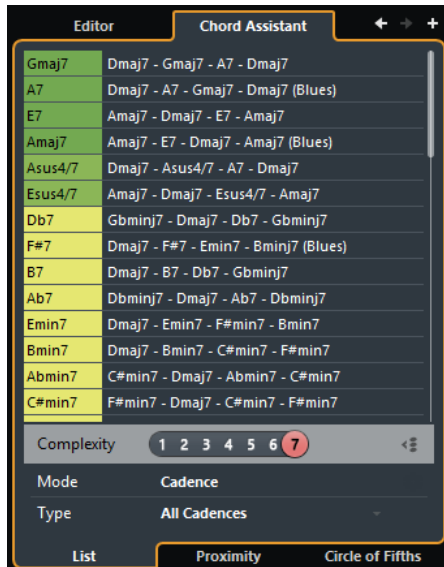 Editor Chord Assistant
Gmaj7 Dmaj7 - Gmaj7 - A7 - Dmaj7
A7 Dmaj7 - A7 - Gmaj7 - Dmaj7 (Blues)
E7 Amaj7 - Dmaj7 - E7 - Amaj7
Amaj7 Amaj7 - E7 - Dmaj7 - Amaj7 (Blues)
Asus4/7 Dmaj7 - Asus4/7 - A7 - Dmaj7
Esus4/7 Amaj7 - Dmaj7 - Esus4/7 - Amaj7
Db7 Gbminj7 - Dmaj7 - Db7 - Gbminj7
F#7 Dmaj7 - F#7 - Emin7 - Bminj7 (Blues)
B7 Dmaj7 - B7 - Db7 - Gbminj7
Ab7 Dbminj7 - Dmaj7 - Ab7 - Dbminj7
Emin7 Dmaj7 - Emin7 - F#min7 - Bmin7
Bmin7 Dmaj7 - Bmin7 - C#min7 - F#min7
Abmin7 C#min7 - Dmaj7 - Abmin7 - C#min7
C#min7 F#min7 - Dmaj7 - C#min7 - F#min7
Complexity 1 2 3 4 5 6 7
Mode Cadence
Type All Cadences
List Proximity Circle of Fifths